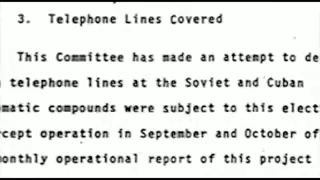 3. Telephone Lines Covered
This Committee has made an attempt to de
telephone lines at the Soviet and Cuban
omatic compounds were subject to this elect
rcept operation in September and October of
monthly operational report of this project